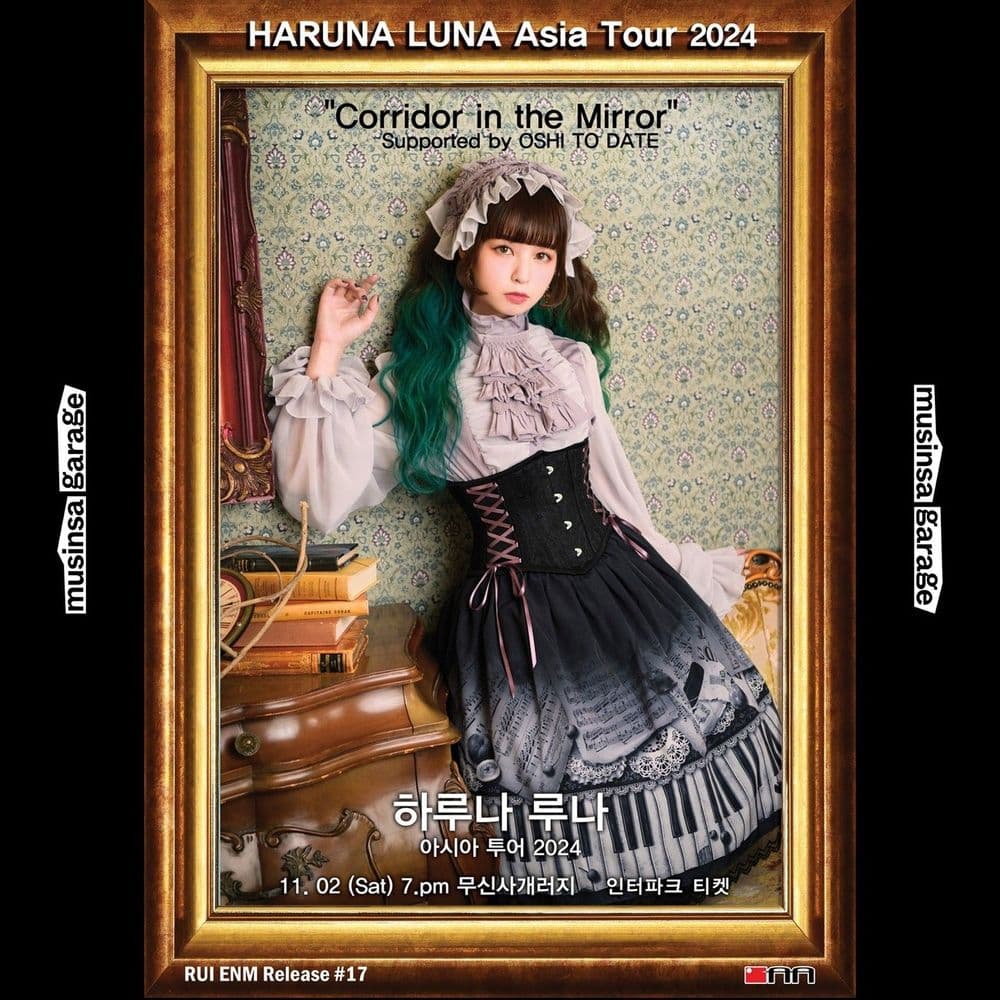 HARUNA LUNA Asia Tour 2024
"Corridor in the Mirror"
Supported by OSHI TO DATE
musinsa garage
musinsa garage
CAPITAINE CORAN
하루나 루나
아시아 투어 2024
11. 02 (Sat) 7.pm 무신사개러지 인터파크 티켓
RUI ENM Release #17